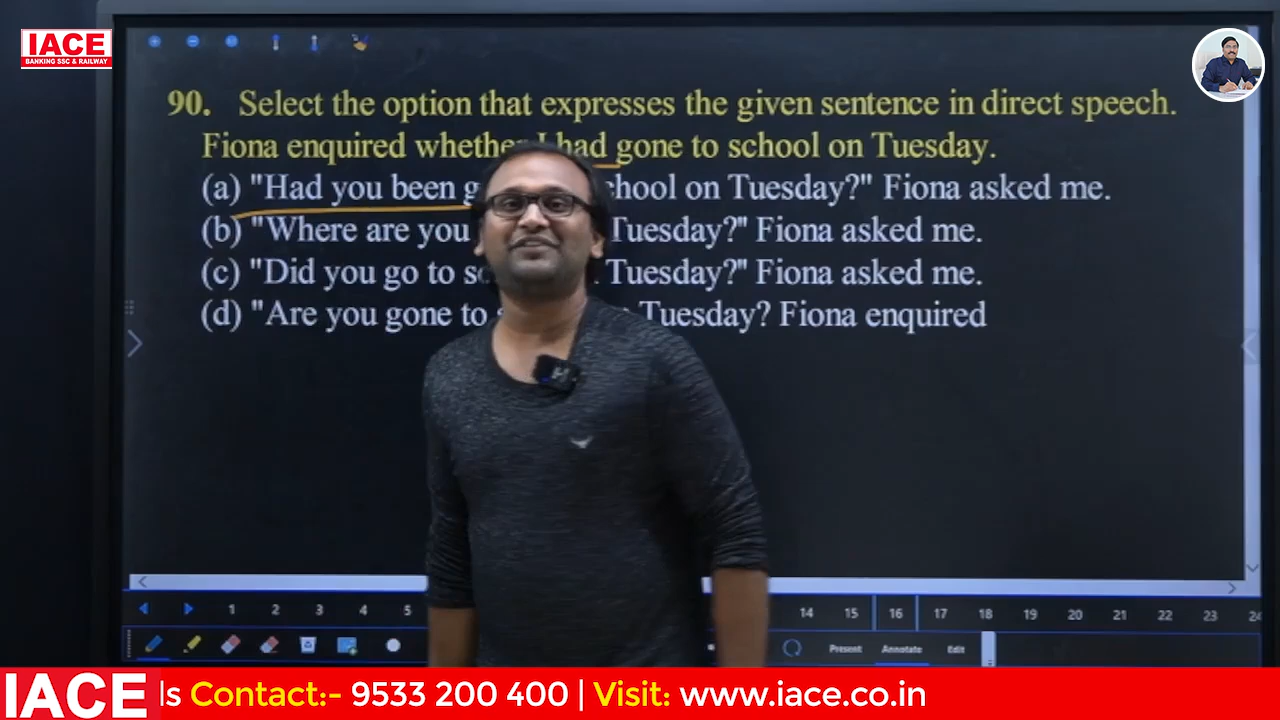 IACE
BANKING SSC & RAILWAY
90. Select the option that expresses the given sentence in direct speech.
Fiona enquired whether I had gone to school on Tuesday.
(a) "Had you been chool on Tuesday?" Fiona asked me.
(b) "Where are you Tuesday?" Fiona asked me.
(c) "Did you go to Tuesday?" Fiona asked me.
(d) "Are you gone to Tuesday? Fiona enquired
1 2 3 4 5 14 15 16 17 18 19 20 21 22 23 24
Present Annotate Edit
IACE ls Contact:- 9533 200 400 | Visit: www.iace.co.in